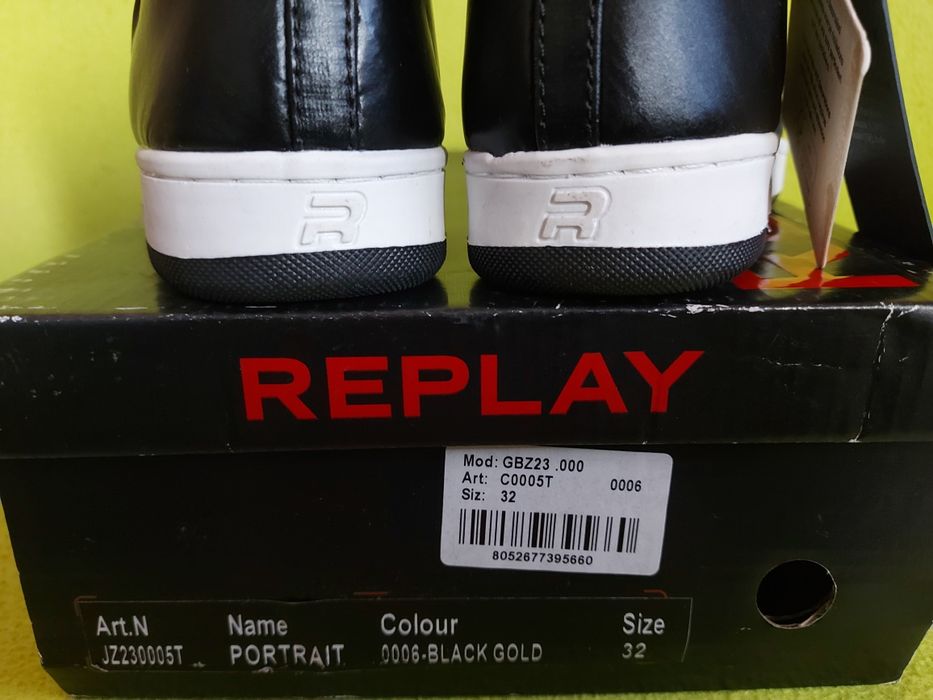 REPLAY
Mod: GBZ23 .000
Art: C0005T 0006
Siz: 32
8052677395660
Art.N Name Colour Size
JZ230005T PORTRAIT 0006-BLACK GOLD 32